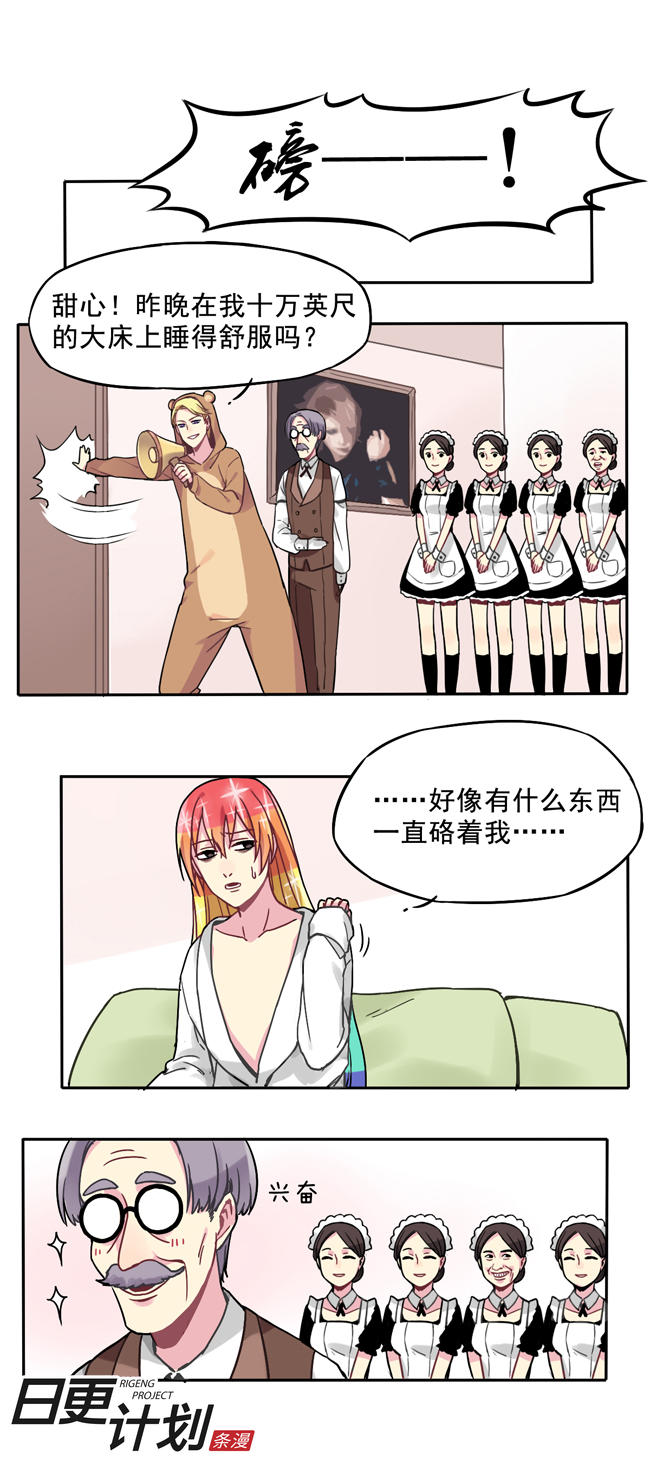 磅———！
甜心！昨晚在我十万英尺
的大床上睡得舒服吗？
……好像有什么东西
一直硌着我……
兴奋
日更
RIGENG
PROJECT
计划
条漫